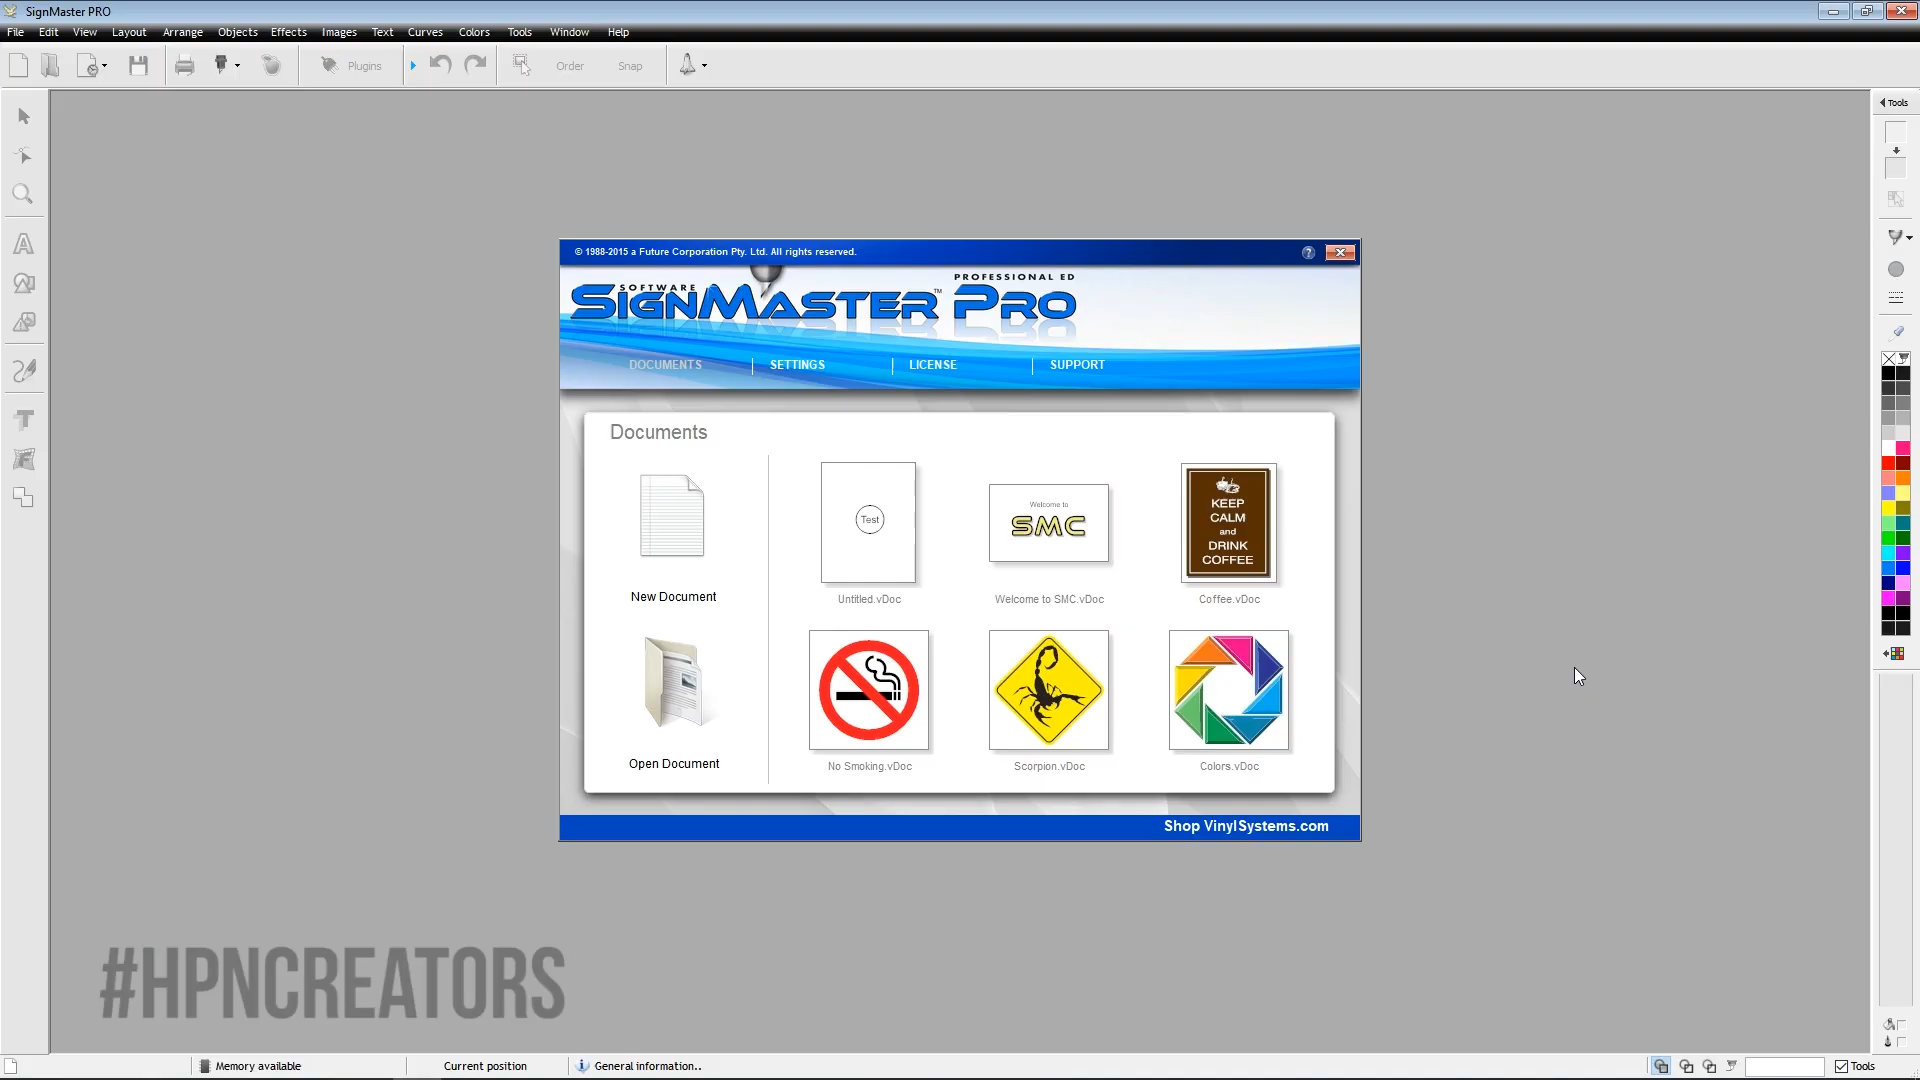 SignMaster PRO
File Edit View Layout Arrange Objects Effects Images Text Curves Colors Tools Window Help
Plugins Order Snap
Tools
© 1988-2015 a Future Corporation Pty. Ltd. All rights reserved.
SOFTWARE PROFESSIONAL ED
SIGNMASTER™ PRO
DOCUMENTS SETTINGS LICENSE SUPPORT
Documents
Test
Welcome to
SMC
KEEP
CALM
and
DRINK
COFFEE
New Document
Untitled.vDoc Welcome to SMC.vDoc Coffee.vDoc
Open Document
No Smoking.vDoc Scorpion.vDoc Colors.vDoc
Shop VinylSystems.com
#HPNCREATORS
Memory available Current position General information.. Tools